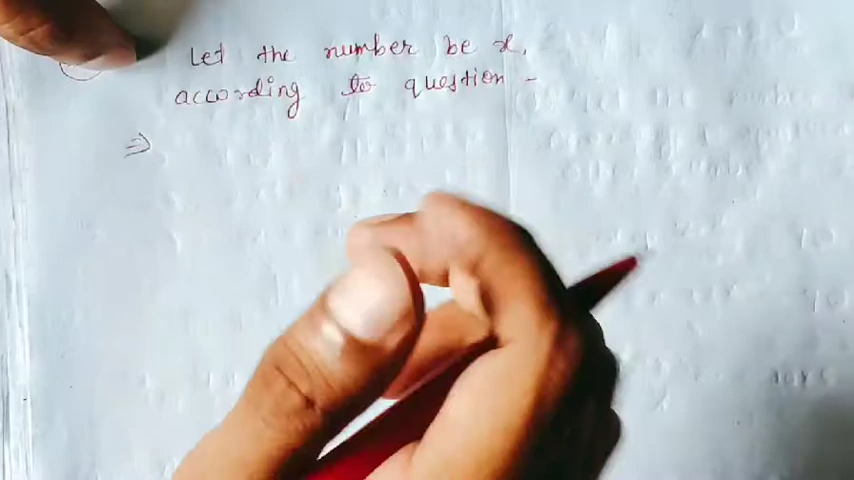 Let the number be x,
according to question -
⇒